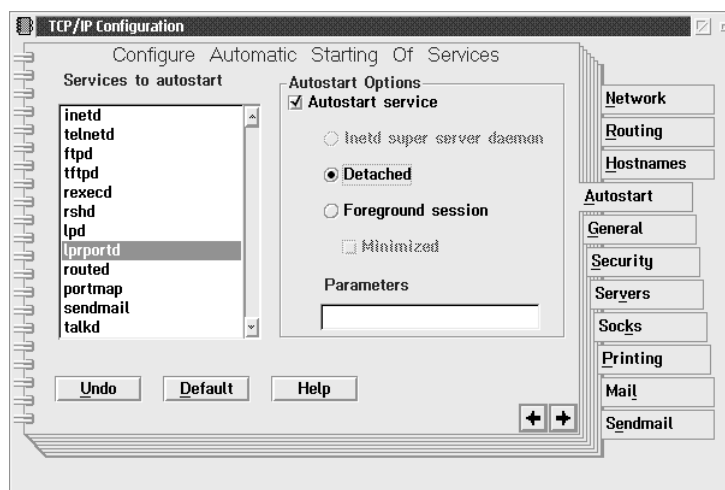 TCP/IP Configuration
Configure Automatic Starting Of Services
Services to autostart
inetd
telnetd
ftpd
tftpd
rexecd
rshd
lpd
lprportd
routed
portmap
sendmail
talkd
Autostart Options
Autostart service
Inetd super server daemon
Detached
Foreground session
Minimized
Parameters
Undo
Default
Help
Network
Routing
Hostnames
Autostart
General
Security
Servers
Socks
Printing
Mail
Sendmail